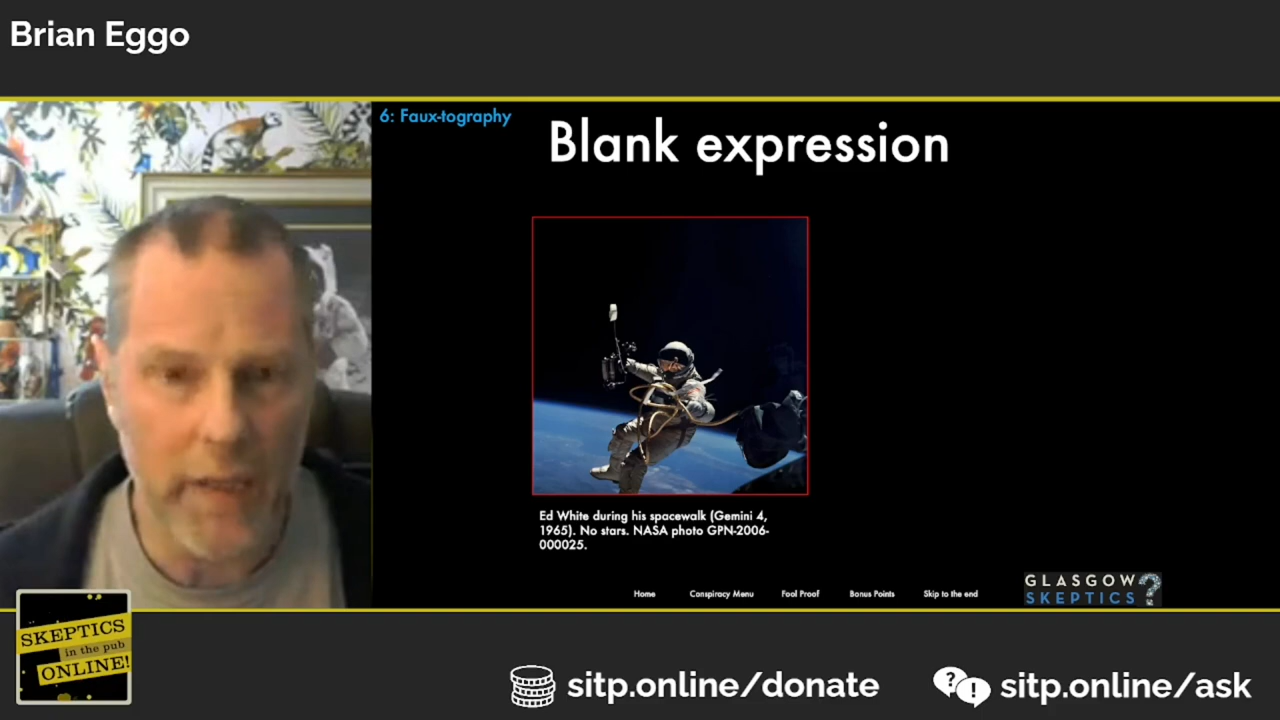 Brian Eggo
6: Faux-tography
Blank expression
Ed White during his spacewalk (Gemini 4,
1965). No stars. NASA photo GPN-2006-
000025.
Home
Conspiracy Menu
Fool Proof
Bonus Points
Skip to the end
GLASGOW
SKEPTICS
?
SKEPTICS
in the pub
ONLINE!
sitp.online/donate
? !
sitp.online/ask